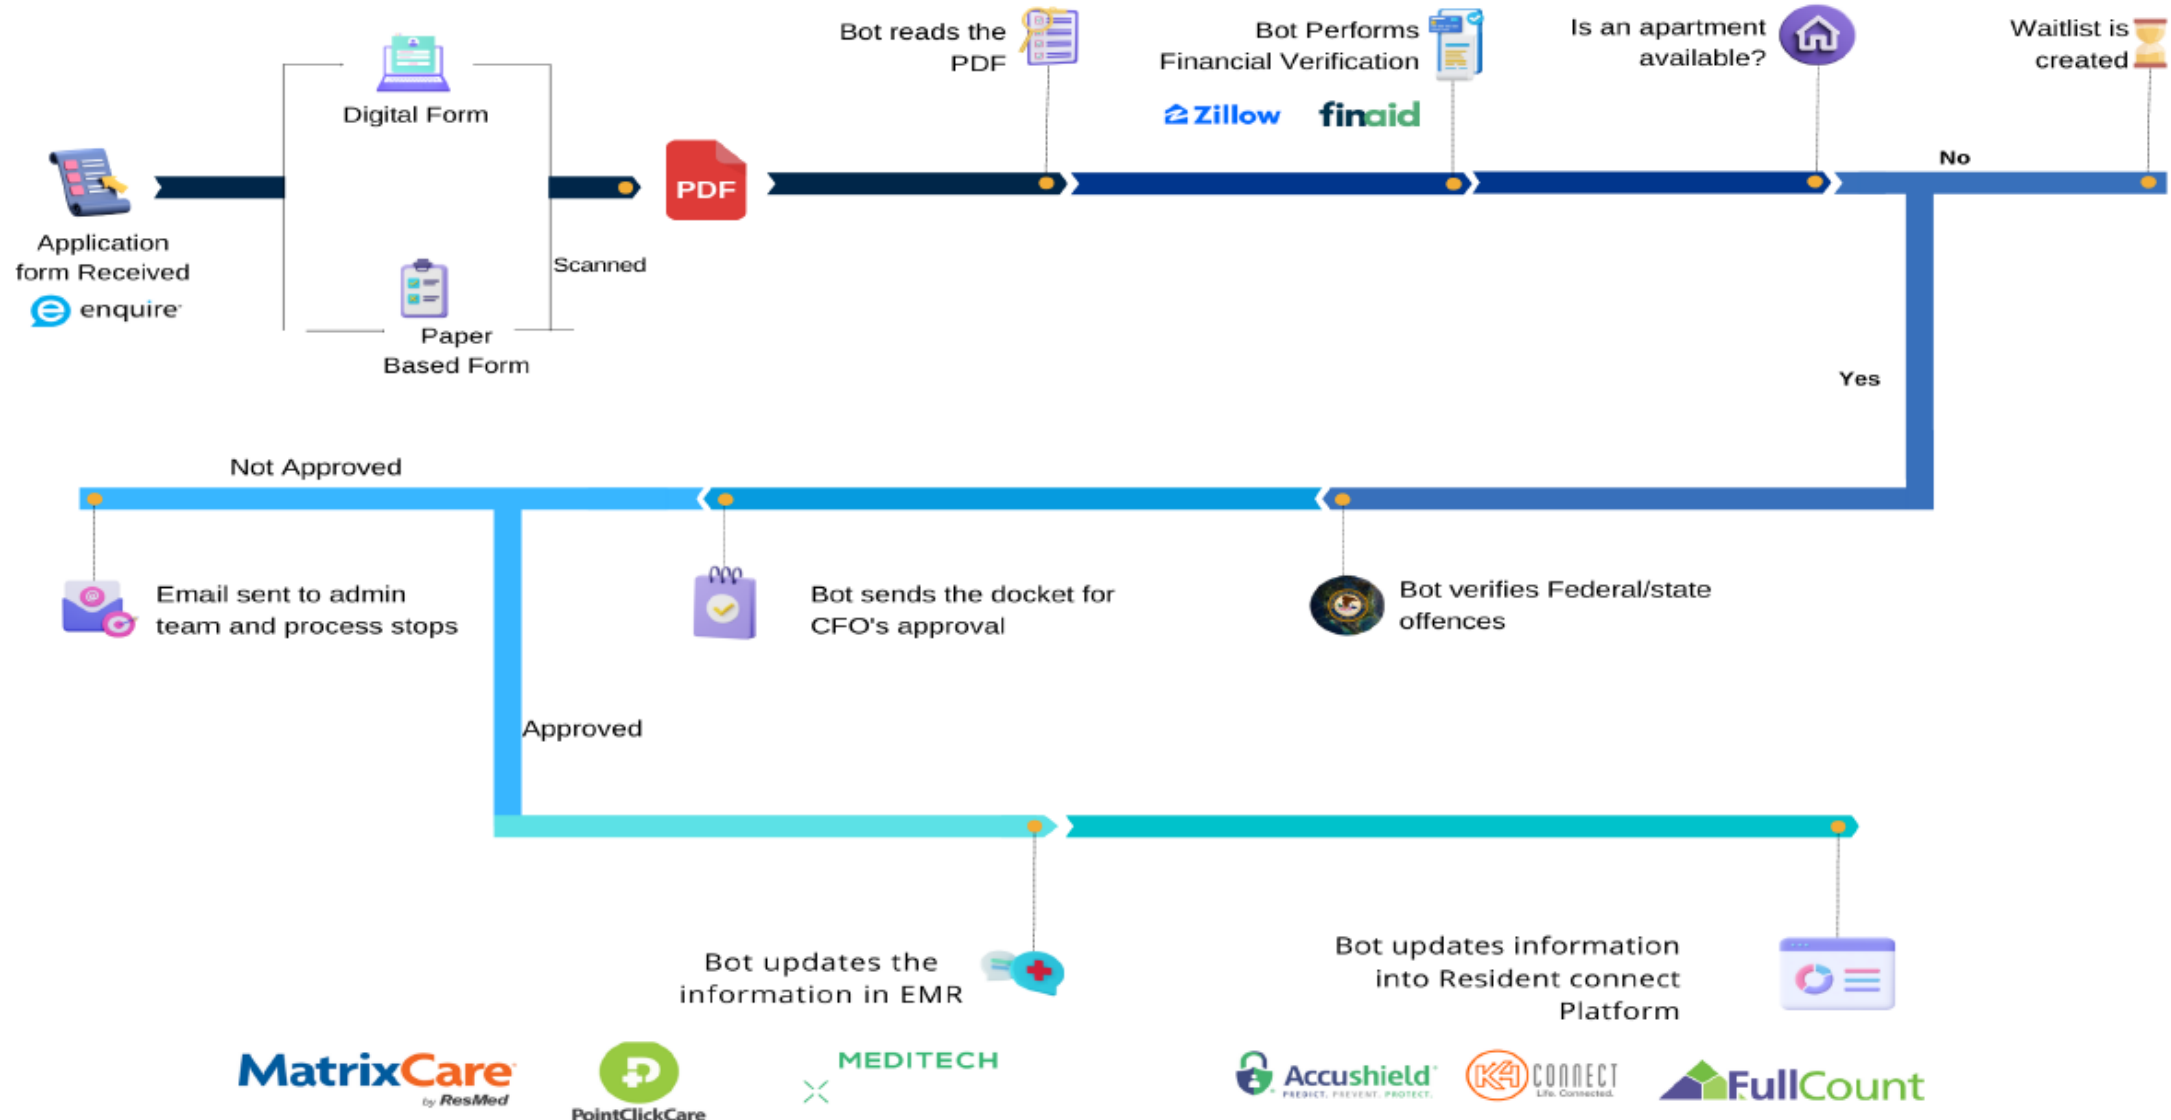 Bot reads the
PDF
Bot Performs
Financial Verification
Zillow
finaid
Is an apartment
available?
Waitlist is
created
Digital Form
No
PDF
Application
form Received
enquire
Scanned
Paper
Based Form
Yes
Not Approved
Email sent to admin
team and process stops
Bot sends the docket for
CFO's approval
Bot verifies Federal/state
offences
Approved
Bot updates the
information in EMR
Bot updates information
into Resident connect
Platform
MatrixCare
by ResMed
PointClickCare
MEDITECH
Accushield
PREDICT. PREVENT. PROTECT.
K4 CONNECT
Life. Connected.
FullCount